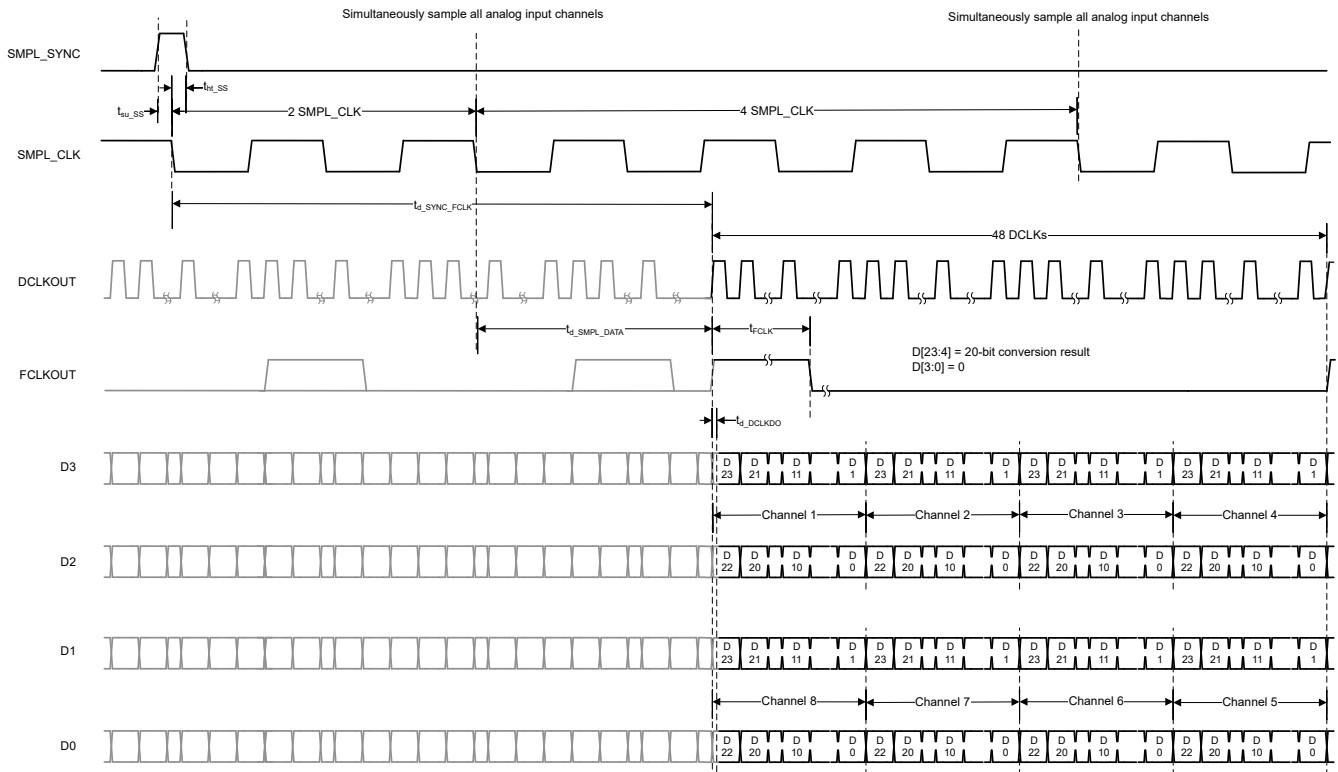 Simultaneously sample all analog input channels
Simultaneously sample all analog input channels
SMPL_SYNC
tht_SS
tsu_SS
2 SMPL_CLK
4 SMPL_CLK
SMPL_CLK
td_SYNC_FCLK
48 DCLKs
DCLKOUT
td_SMPL_DATA
tFCLK
D[23:4] = 20-bit conversion result
D[3:0] = 0
FCLKOUT
td_DCLKDO
D3
D D D D D D D D D D D D D D D D
23 21 11 1 23 21 11 1 23 21 11 1 23 21 11 1
Channel 1 Channel 2 Channel 3 Channel 4
D2
D D D D D D D D D D D D D D D D
22 20 10 0 22 20 10 0 22 20 10 0 22 20 10 0
D1
D D D D D D D D D D D D D D D D
23 21 11 1 23 21 11 1 23 21 11 1 23 21 11 1
Channel 8 Channel 7 Channel 6 Channel 5
D0
D D D D D D D D D D D D D D D D
22 20 10 0 22 20 10 0 22 20 10 0 22 20 10 0